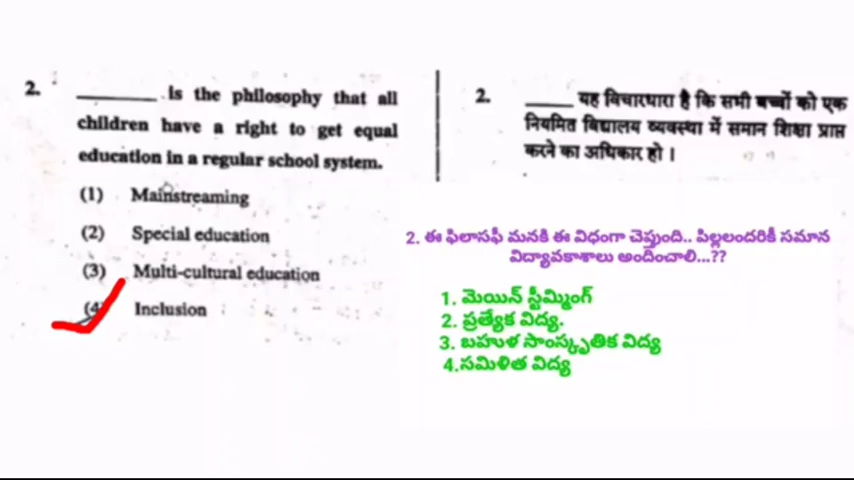 2.
_______ is the philosophy that all
children have a right to get equal
education in a regular school system.
(1) Mainstreaming
(2) Special education
(3) Multi-cultural education
(4) Inclusion
2. _____ यह विचारधारा है कि सभी बच्चों को एक
नियमित विद्यालय व्यवस्था में समान शिक्षा प्राप्त
करने का अधिकार हो ।
2. ఈ ఫిలాసఫీ మనకి ఈ విధంగా చెప్తుంది.. పిల్లలందరికీ సమాన
విద్యావకాశాలు అందించాలి...??
1. మెయిన్ స్టీమ్మింగ్
2. ప్రత్యేక విద్య.
3. బహుళ సాంస్కృతిక విద్య
4.సమిళిత విద్య